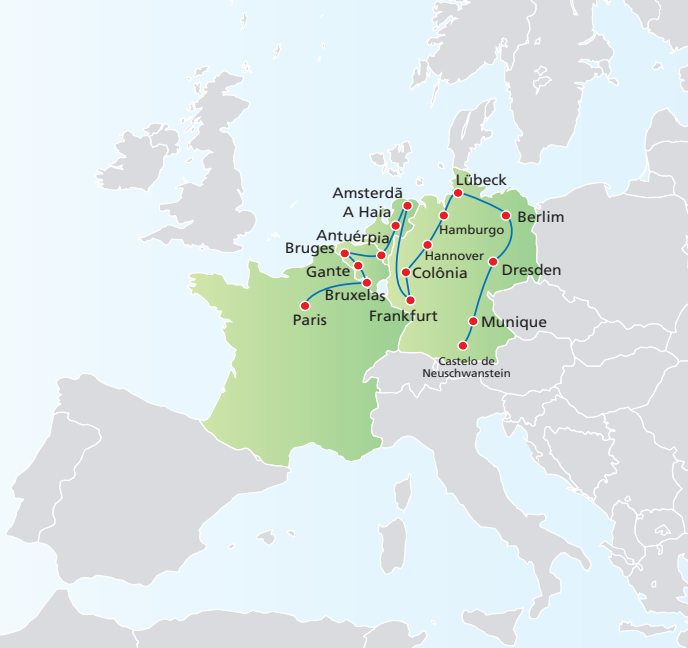 Lübeck
Amsterdã
A Haia
Berlim
Hamburgo
Antuérpia
Bruges
Hannover
Gante
Colônia
Dresden
Bruxelas
Frankfurt
Paris
Munique
Castelo de
Neuschwanstein